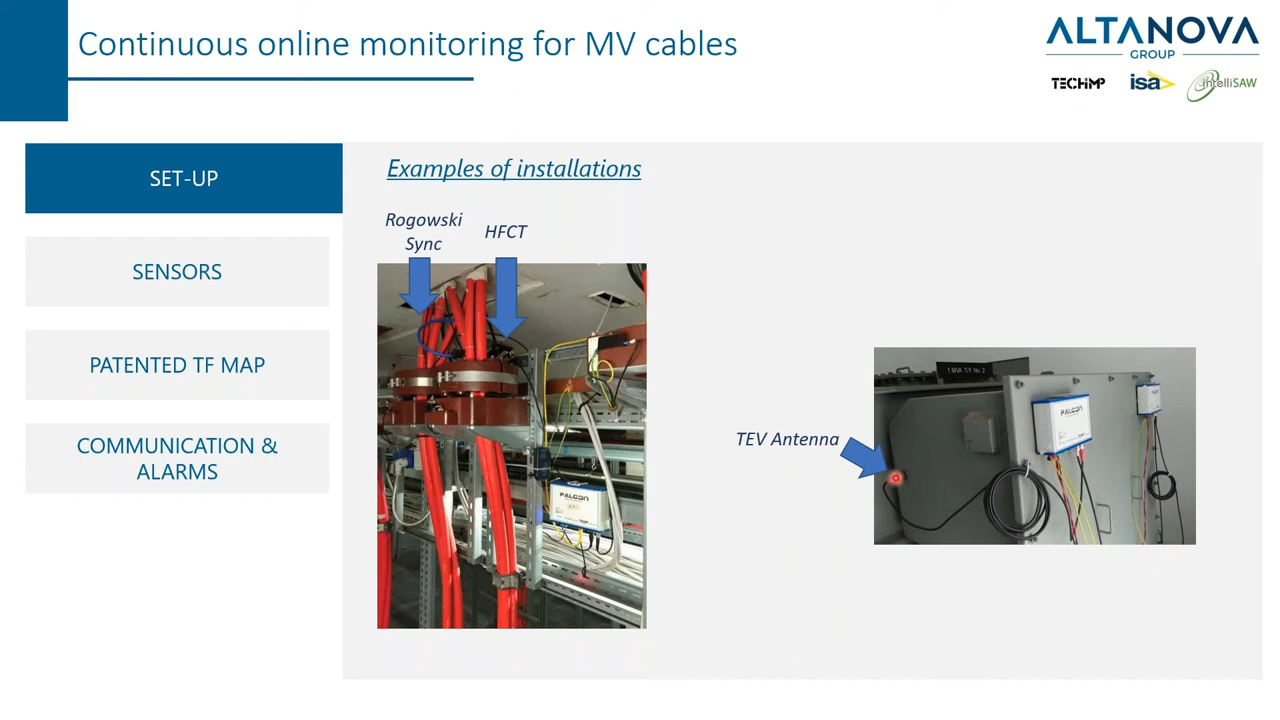 Continuous online monitoring for MV cables
ALTANOVA
GROUP
TECHIMP
isa
intelliSAW
SET-UP
SENSORS
PATENTED TF MAP
COMMUNICATION &
ALARMS
Examples of installations
Rogowski
Sync
HFCT
FALCON
TEV Antenna
1 MVA T/F No. 2
FALCON